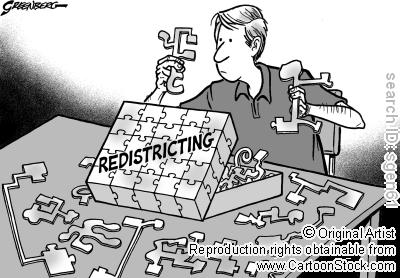 GREENBERG
REDISTRICTING
search ID: sgen61
© Original Artist
Reproduction rights obtainable from
www.CartoonStock.com